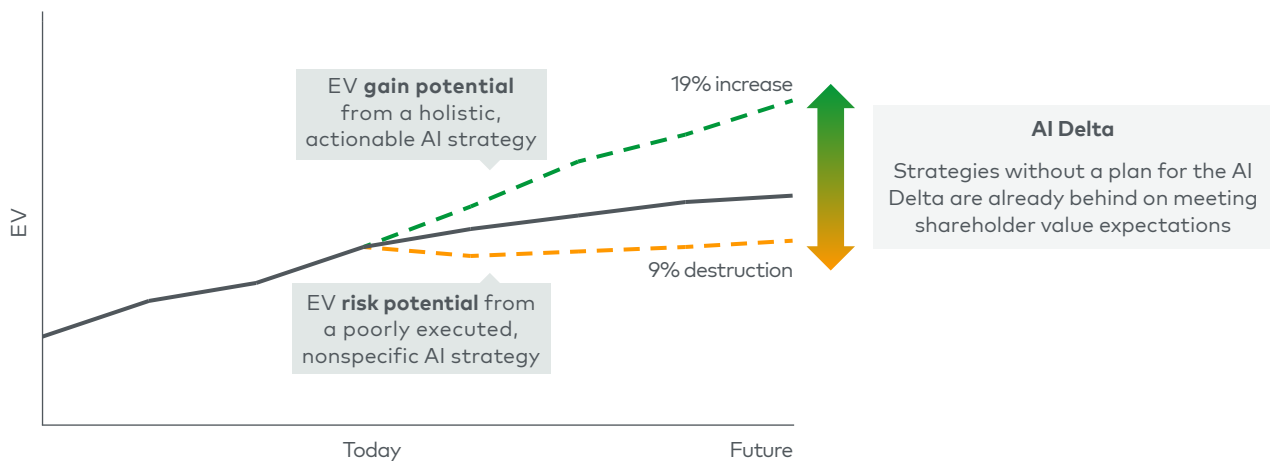 EV gain potential
from a holistic,
actionable AI strategy
19% increase
AI Delta
Strategies without a plan for the AI
Delta are already behind on meeting
shareholder value expectations
EV
9% destruction
EV risk potential from
a poorly executed,
nonspecific AI strategy
Today
Future